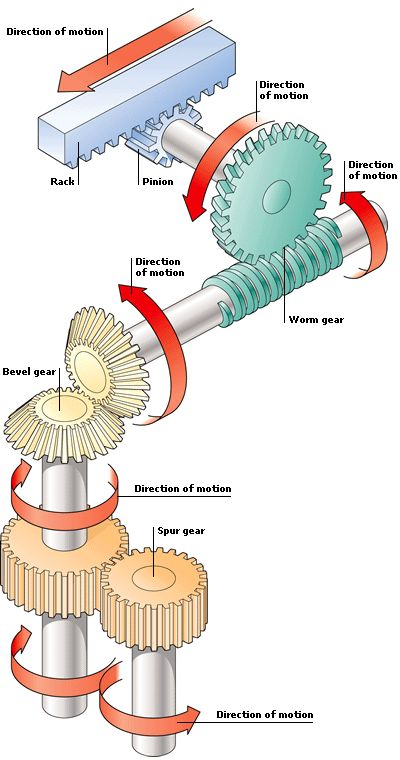 Direction of motion
Direction
of motion
Rack
Pinion
Direction
of motion
Direction
of motion
Worm gear
Bevel gear
Direction of motion
Spur gear
Direction of motion